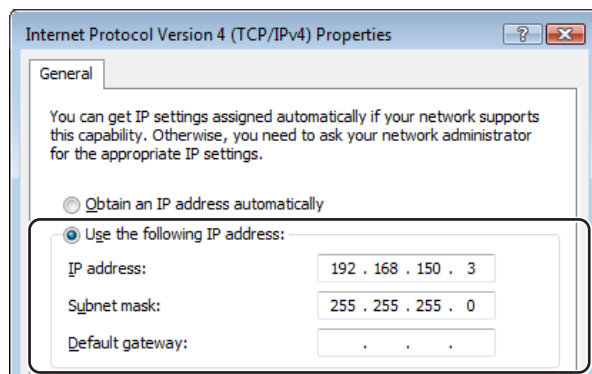 Internet Protocol Version 4 (TCP/IPv4) Properties
General
You can get IP settings assigned automatically if your network supports
this capability. Otherwise, you need to ask your network administrator
for the appropriate IP settings.
Obtain an IP address automatically
Use the following IP address:
IP address: 192 . 168 . 150 . 3
Subnet mask: 255 . 255 . 255 . 0
Default gateway: . . .